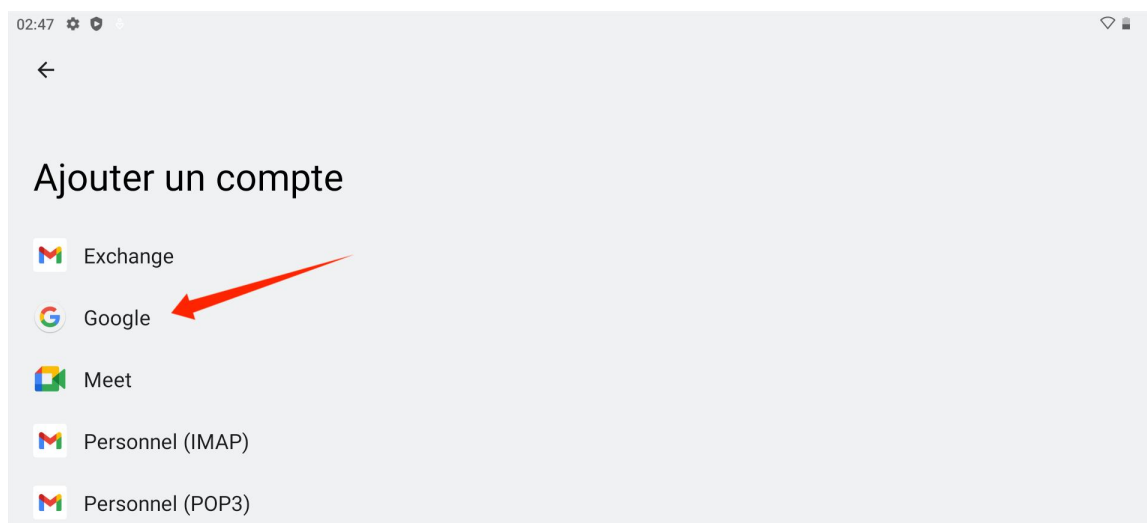 02:47
Ajouter un compte
Exchange
Google
Meet
Personnel (IMAP)
Personnel (POP3)